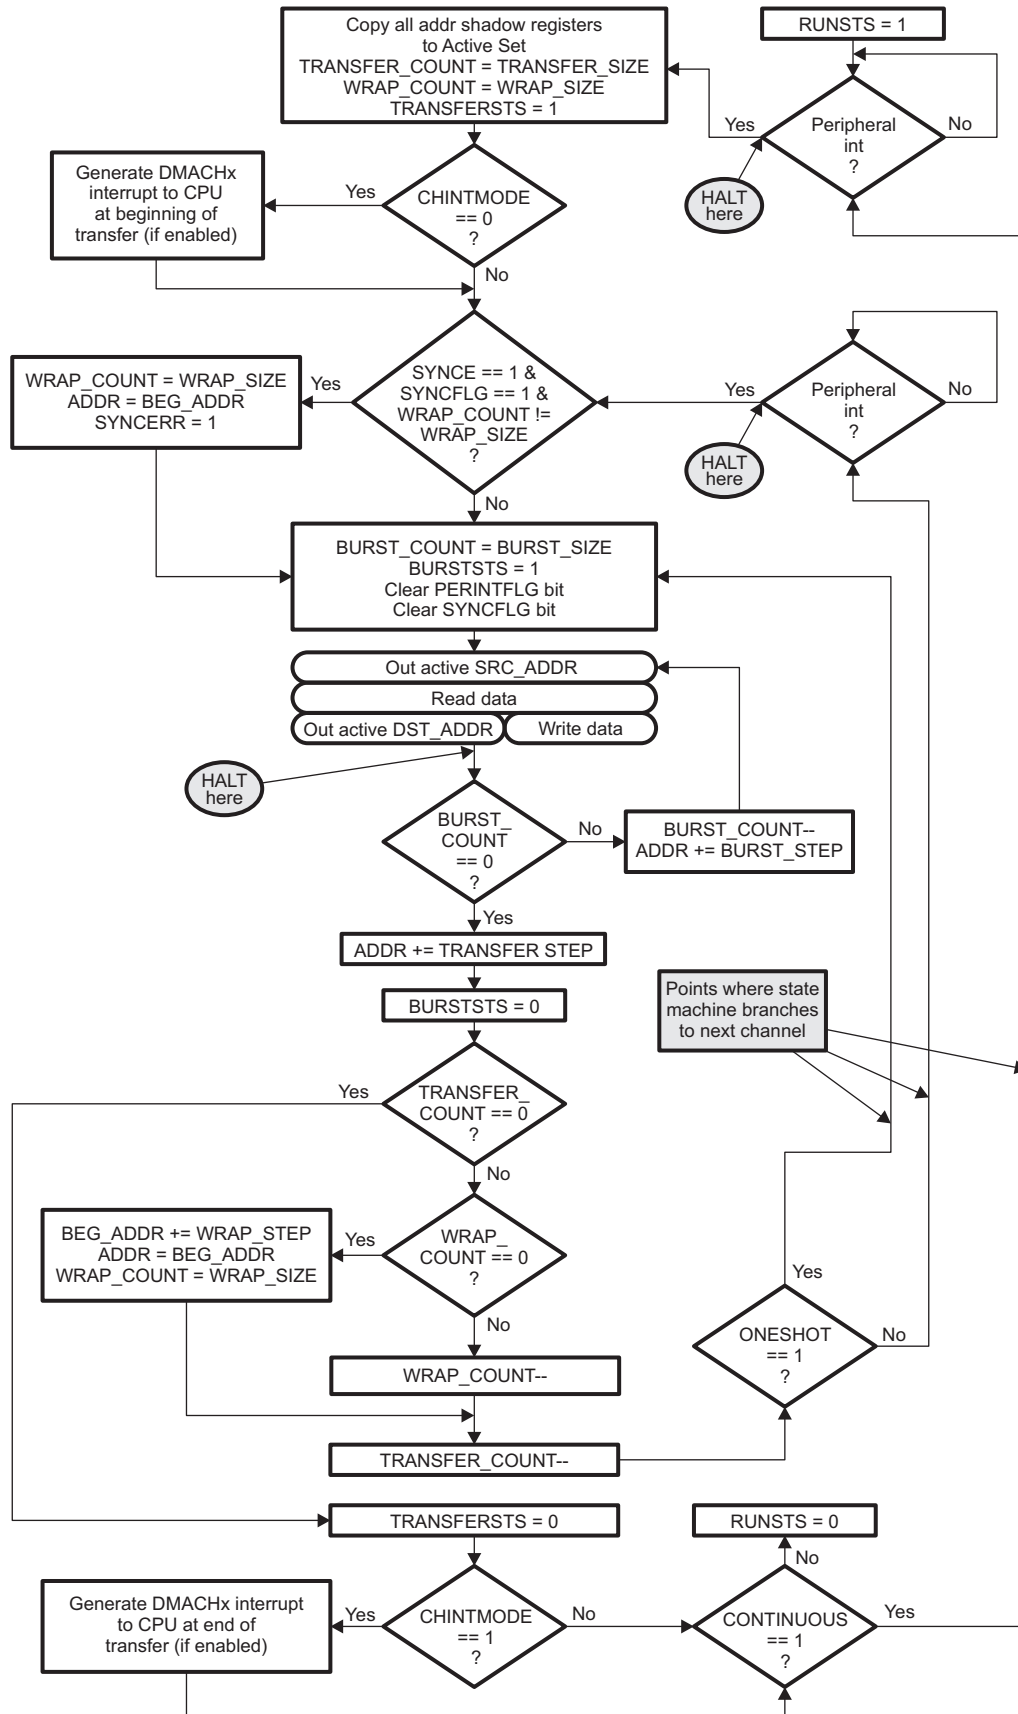 Copy all addr shadow registers
to Active Set
TRANSFER_COUNT = TRANSFER_SIZE
WRAP_COUNT = WRAP_SIZE
TRANSFERSTS = 1
RUNSTS = 1
Peripheral
int
?
Yes
No
HALT
here
Generate DMACHx
interrupt to CPU
at beginning of
transfer (if enabled)
Yes
CHINTMODE
== 0
?
No
WRAP_COUNT = WRAP_SIZE
ADDR = BEG_ADDR
SYNCERR = 1
Yes
SYNCE == 1 &
SYNCFLG == 1 &
WRAP_COUNT !=
WRAP_SIZE
?
No
Yes
Peripheral
int
?
No
HALT
here
BURST_COUNT = BURST_SIZE
BURSTSTS = 1
Clear PERINTFLG bit
Clear SYNCFLG bit
Out active SRC_ADDR
Read data
Out active DST_ADDR
Write data
HALT
here
BURST_
COUNT
== 0
?
No
BURST_COUNT--
ADDR += BURST_STEP
Yes
ADDR += TRANSFER STEP
BURSTSTS = 0
Points where state
machine branches
to next channel
Yes
TRANSFER_
COUNT == 0
?
No
BEG_ADDR += WRAP_STEP
ADDR = BEG_ADDR
WRAP_COUNT = WRAP_SIZE
Yes
WRAP_
COUNT == 0
?
No
Yes
ONESHOT
== 1
?
No
WRAP_COUNT--
TRANSFER_COUNT--
TRANSFERSTS = 0
RUNSTS = 0
No
Generate DMACHx interrupt
to CPU at end of
transfer (if enabled)
Yes
CHINTMODE
== 1
?
No
CONTINUOUS
== 1
?
Yes